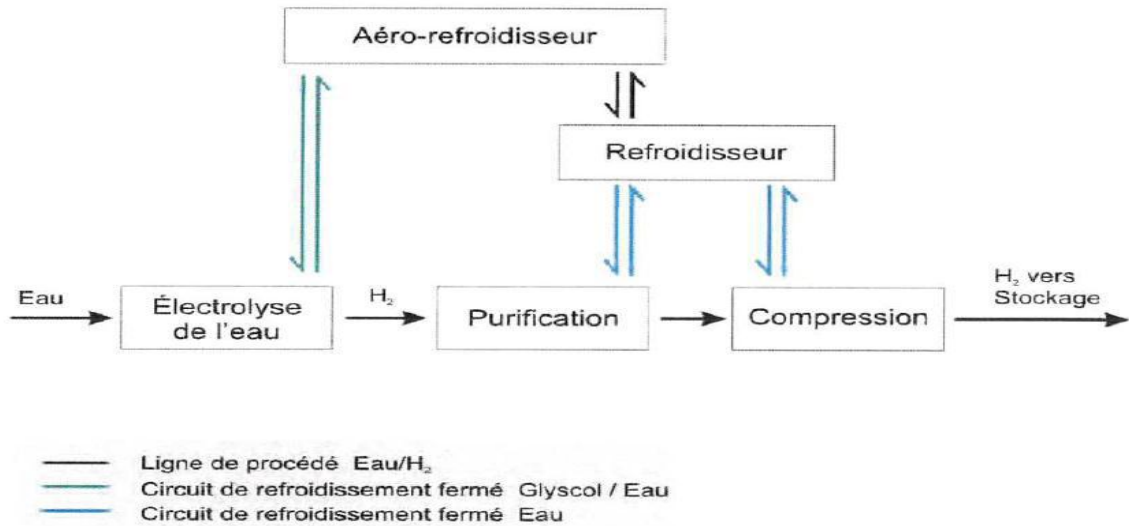 Aéro-refroidisseur
Refroidisseur
Eau
Électrolyse
de l'eau
H₂
Purification
Compression
H₂ vers
Stockage
Ligne de procédé Eau/H₂
Circuit de refroidissement fermé Glyscol / Eau
Circuit de refroidissement fermé Eau